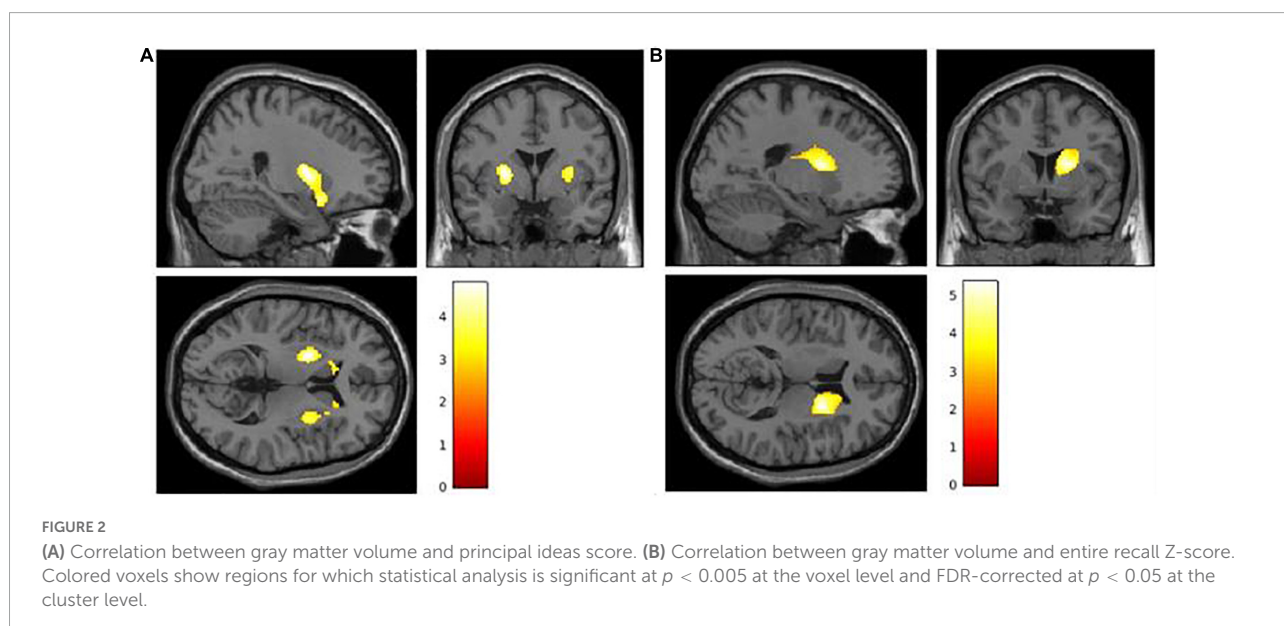 A
B
4
3
2
1
0
5
4
3
2
1
0
FIGURE 2
(A) Correlation between gray matter volume and principal ideas score. (B) Correlation between gray matter volume and entire recall Z-score.
Colored voxels show regions for which statistical analysis is significant at p < 0.005 at the voxel level and FDR-corrected at p < 0.05 at the
cluster level.